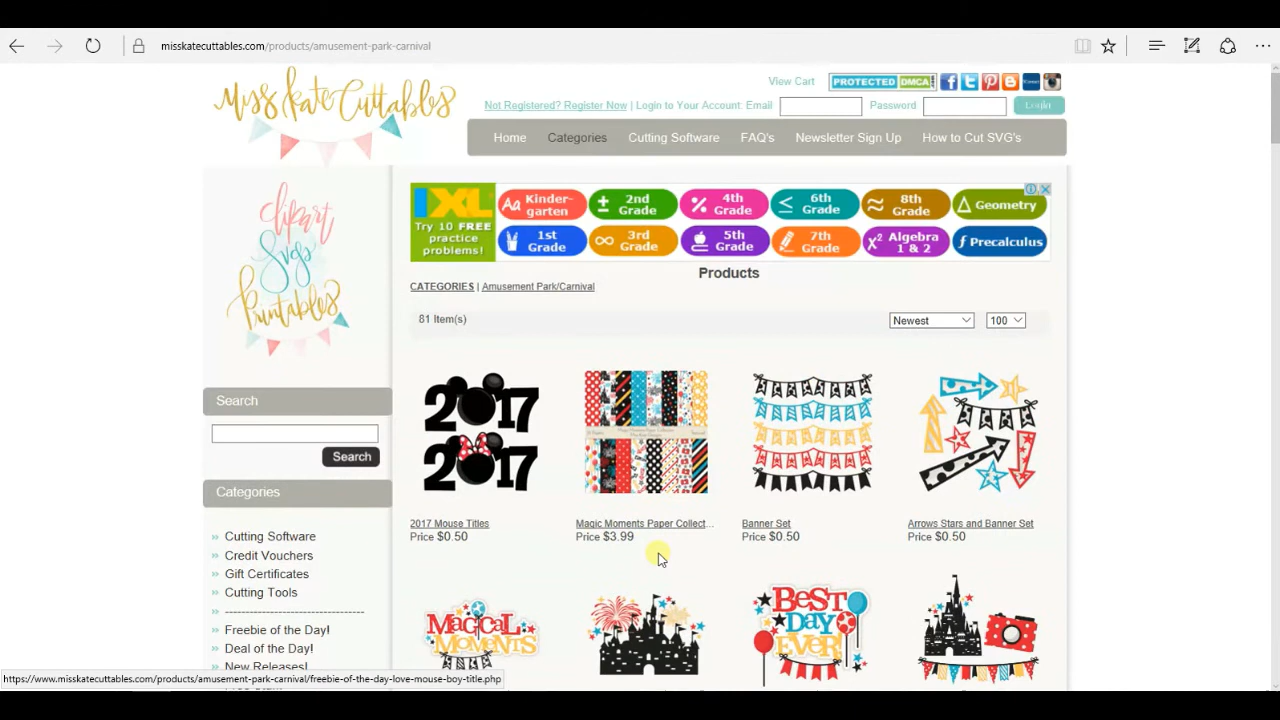 misskatecuttables.com/products/amusement-park-carnival
Miss Kate Cuttables
View Cart
PROTECTED DMCA
Not Registered? Register Now | Login to Your Account: Email Password Login
Home Categories Cutting Software FAQ's Newsletter Sign Up How to Cut SVG's
clipart
Svgs
Printables
IXL
Try 10 FREE
practice
problems!
Aa Kinder-
garten
2nd
Grade
4th
Grade
6th
Grade
8th
Grade
Geometry
1st
Grade
3rd
Grade
5th
Grade
7th
Grade
x² Algebra
1 & 2
ƒ Precalculus
Products
CATEGORIES | Amusement Park/Carnival
81 Item(s)
Newest
100
2017
2017
Search
Search
Categories
2017 Mouse Titles
Price $0.50
Magic Moments Paper Collect...
Price $3.99
Banner Set
Price $0.50
Arrows Stars and Banner Set
Price $0.50
Cutting Software
Credit Vouchers
Gift Certificates
Cutting Tools
----------------------------------
Freebie of the Day!
Deal of the Day!
New Releases!
MAGICAL
MOMENTS
BEST
DAY
EVER!
https://www.misskatecuttables.com/products/amusement-park-carnival/freebie-of-the-day-love-mouse-boy-title.php